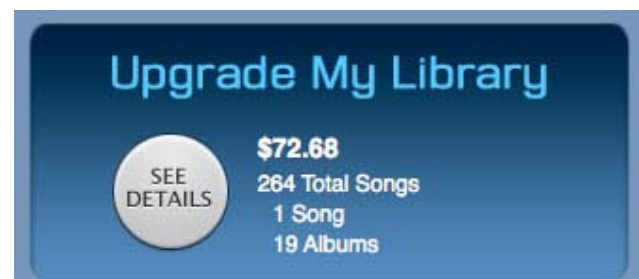 Upgrade My Library
SEE
DETAILS
$72.68
264 Total Songs
1 Song
19 Albums